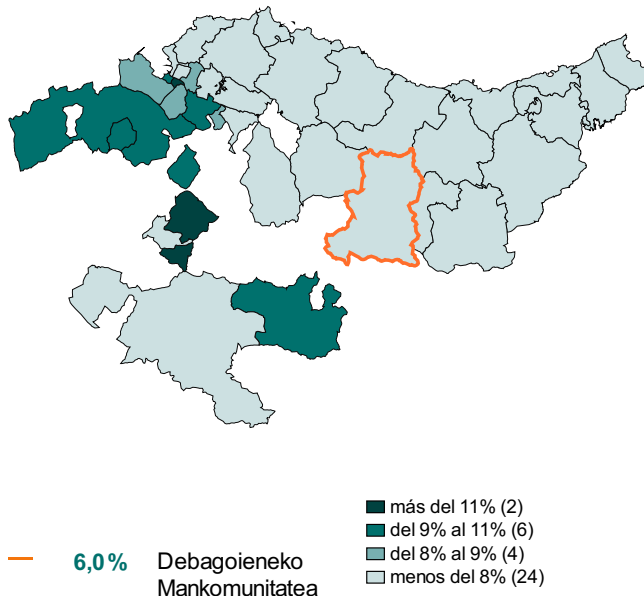 más del 11% (2)
del 9% al 11% (6)
del 8% al 9% (4)
menos del 8% (24)
6,0% Debagoieneko
Mankomunitatea